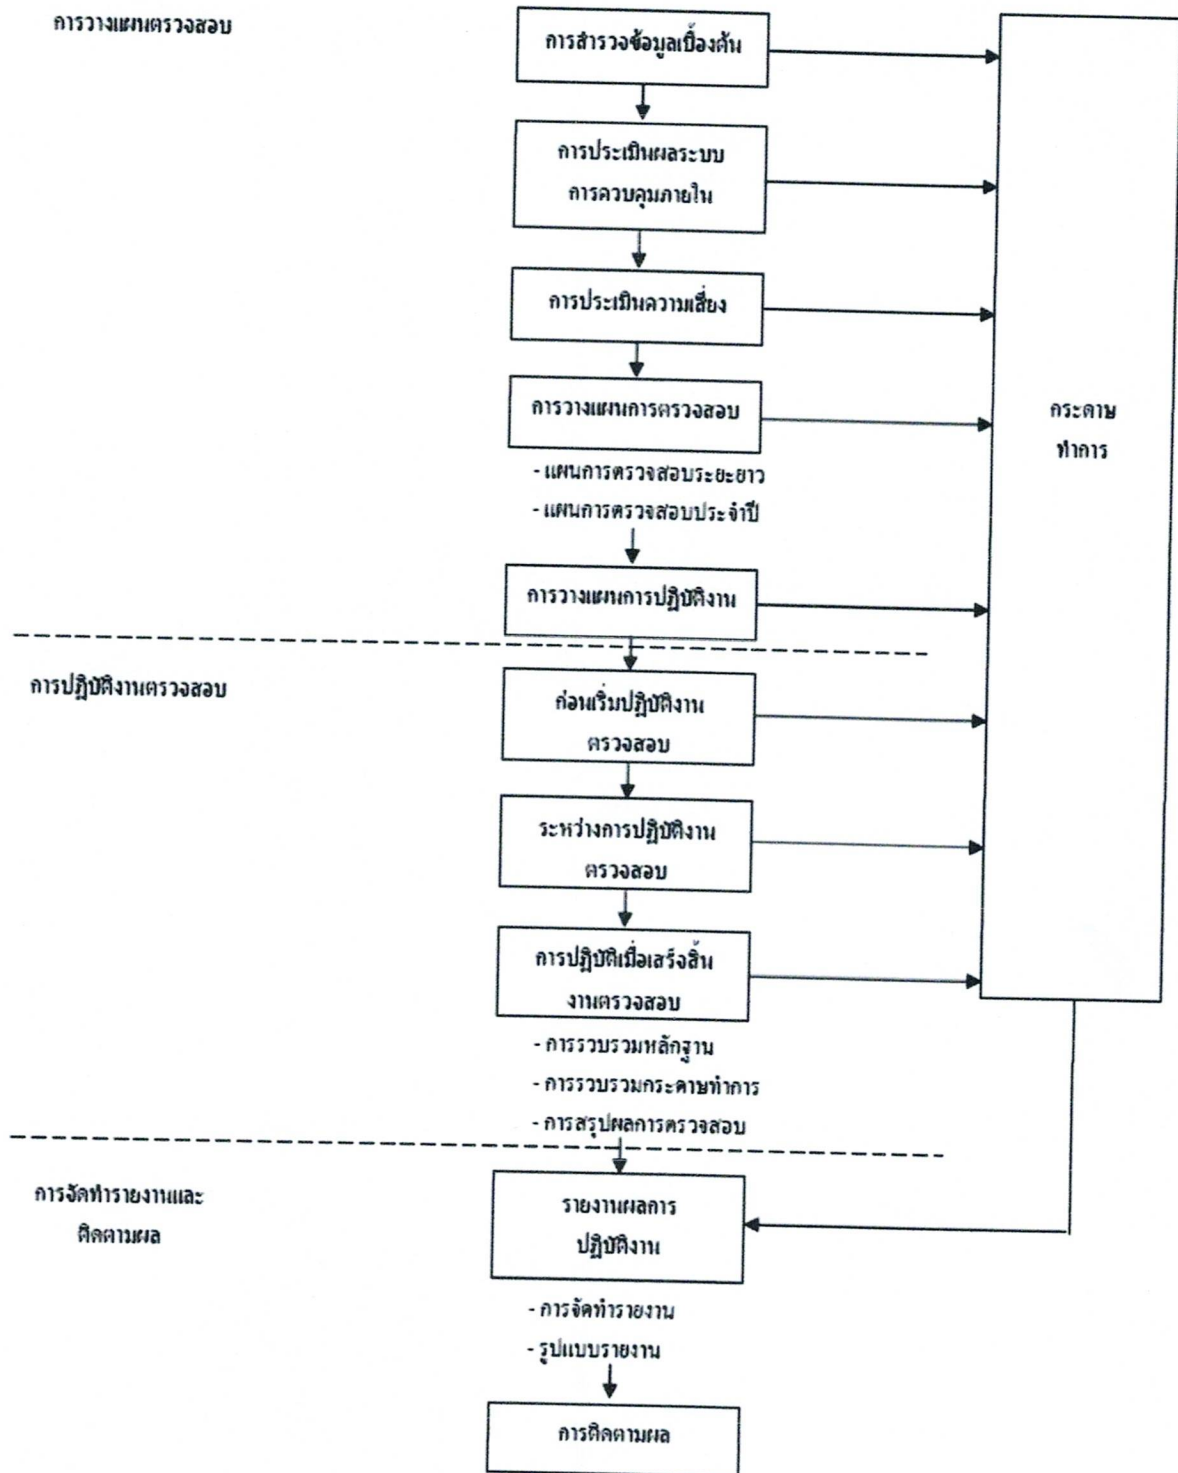 การวางแผนตรวจสอบ
การสำรวจข้อมูลเบื้องต้น
การประเมินผลระบบ
การควบคุมภายใน
การประเมินความเสี่ยง
การวางแผนการตรวจสอบ
- แผนการตรวจสอบระยะยาว
- แผนการตรวจสอบประจำปี
การวางแผนการปฏิบัติงาน
กระดาษ
ทำการ
การปฏิบัติงานตรวจสอบ
ก่อนเริ่มปฏิบัติงาน
ตรวจสอบ
ระหว่างการปฏิบัติงาน
ตรวจสอบ
การปฏิบัติเมื่อเสร็จสิ้น
งานตรวจสอบ
- การรวบรวมหลักฐาน
- การรวบรวมกระดาษทำการ
- การสรุปผลการตรวจสอบ
การจัดทำรายงานและ
ติดตามผล
รายงานผลการ
ปฏิบัติงาน
- การจัดทำรายงาน
- รูปแบบรายงาน
การติดตามผล